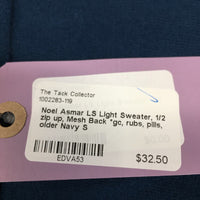 The Tack Collector
1002283-119
Noel Asmar LS Light Sweater, 1/2
zip up, Mesh Back *gc, rubs, pills,
older Navy S
EDVA53
$32.50